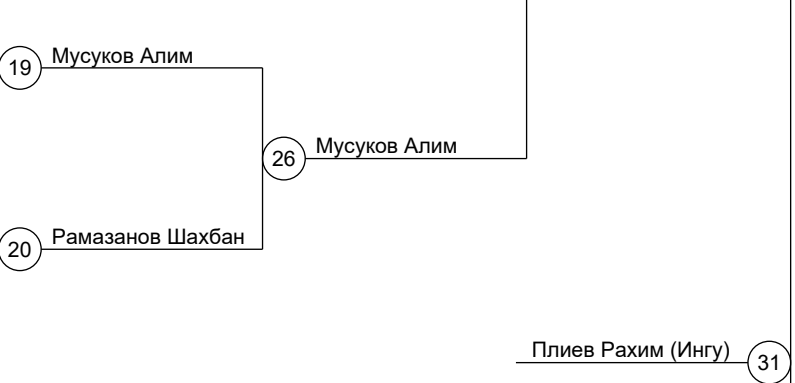 19 Мусуков Алим
26 Мусуков Алим
20 Рамазанов Шахбан
Плиев Рахим (Ингу) 31